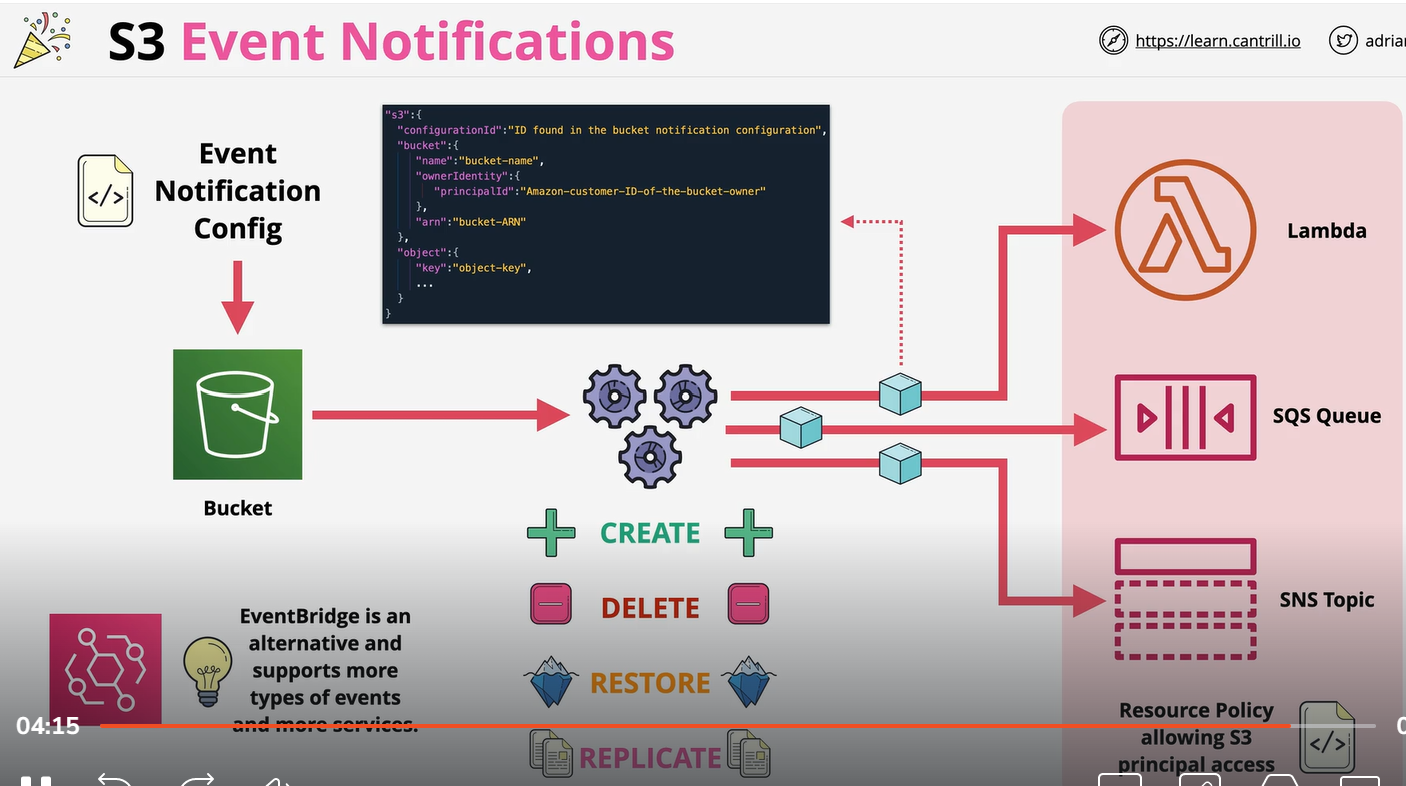 S3 Event Notifications
https://learn.cantrill.io
adria
Event
Notification
Config
"s3":{
"configurationId":"ID found in the bucket notification configuration",
"bucket":{
"name":"bucket-name",
"ownerIdentity":{
"principalId":"Amazon-customer-ID-of-the-bucket-owner"
},
"arn":"bucket-ARN"
},
"object":{
"key":"object-key",
...
}
}
</>
Lambda
SQS Queue
Bucket
CREATE
DELETE
SNS Topic
EventBridge is an
alternative and
supports more
types of events
and more services.
RESTORE
REPLICATE
Resource Policy
allowing S3
principal access
</>
04:15
0